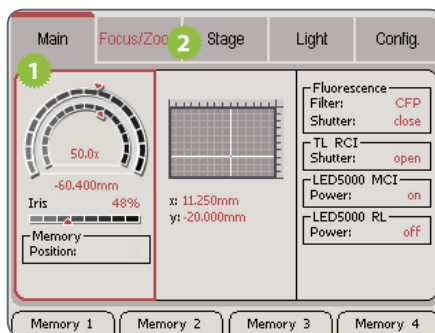 Main Focus/Zoo Stage Light Config.
1
2
50.0x
-60.400mm
Iris 48%
Memory
Position:
x: 11.250mm
y: -20.000mm
Fluorescence
Filter: CFP
Shutter: close
TL RCI
Shutter: open
LED5000 MCI
Power: on
LED5000 RL
Power: off
Memory 1 Memory 2 Memory 3 Memory 4